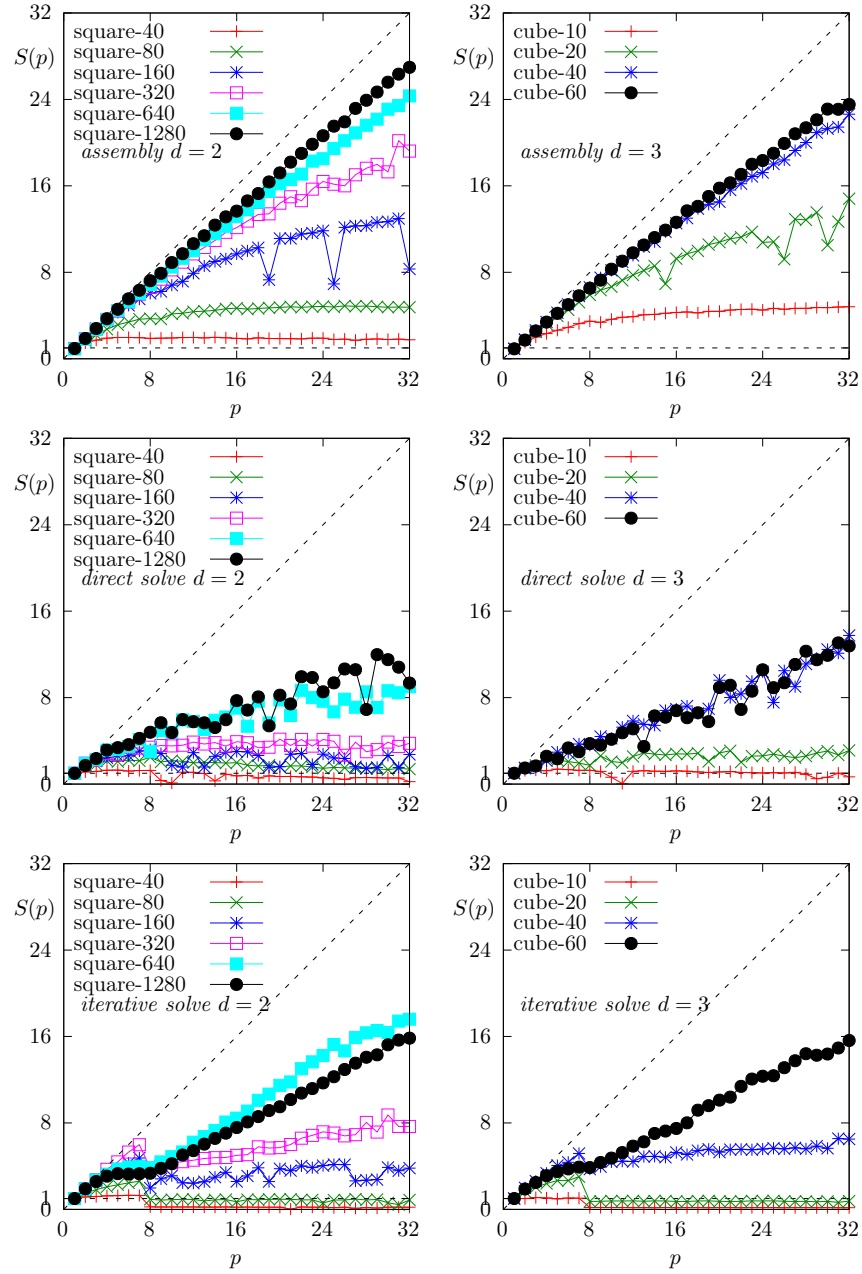 32
24
16
8
1
0
S(p)
square-40
square-80
square-160
square-320
square-640
square-1280
assembly d = 2
0 8 16 24 32
p
32
24
16
8
1
0
S(p)
cube-10
cube-20
cube-40
cube-60
assembly d = 3
0 8 16 24 32
p
32
24
16
8
1
0
S(p)
square-40
square-80
square-160
square-320
square-640
square-1280
direct solve d = 2
0 8 16 24 32
p
32
24
16
8
1
0
S(p)
cube-10
cube-20
cube-40
cube-60
direct solve d = 3
0 8 16 24 32
p
32
24
16
8
1
0
S(p)
square-40
square-80
square-160
square-320
square-640
square-1280
iterative solve d = 2
0 8 16 24 32
p
32
24
16
8
1
0
S(p)
cube-10
cube-20
cube-40
cube-60
iterative solve d = 3
0 8 16 24 32
p